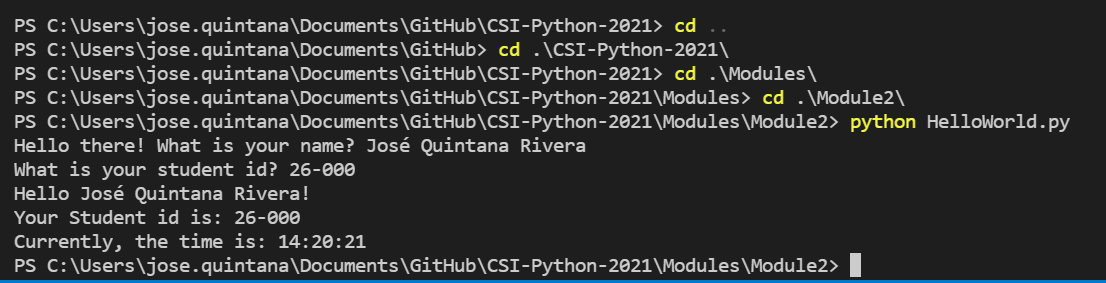 PS C:\Users\jose.quintana\Documents\GitHub\CSI-Python-2021> cd ..
PS C:\Users\jose.quintana\Documents\GitHub> cd .\CSI-Python-2021\
PS C:\Users\jose.quintana\Documents\GitHub\CSI-Python-2021> cd .\Modules\
PS C:\Users\jose.quintana\Documents\GitHub\CSI-Python-2021\Modules> cd .\Module2\
PS C:\Users\jose.quintana\Documents\GitHub\CSI-Python-2021\Modules\Module2> python HelloWorld.py
Hello there! What is your name? José Quintana Rivera
What is your student id? 26-000
Hello José Quintana Rivera!
Your Student id is: 26-000
Currently, the time is: 14:20:21
PS C:\Users\jose.quintana\Documents\GitHub\CSI-Python-2021\Modules\Module2>